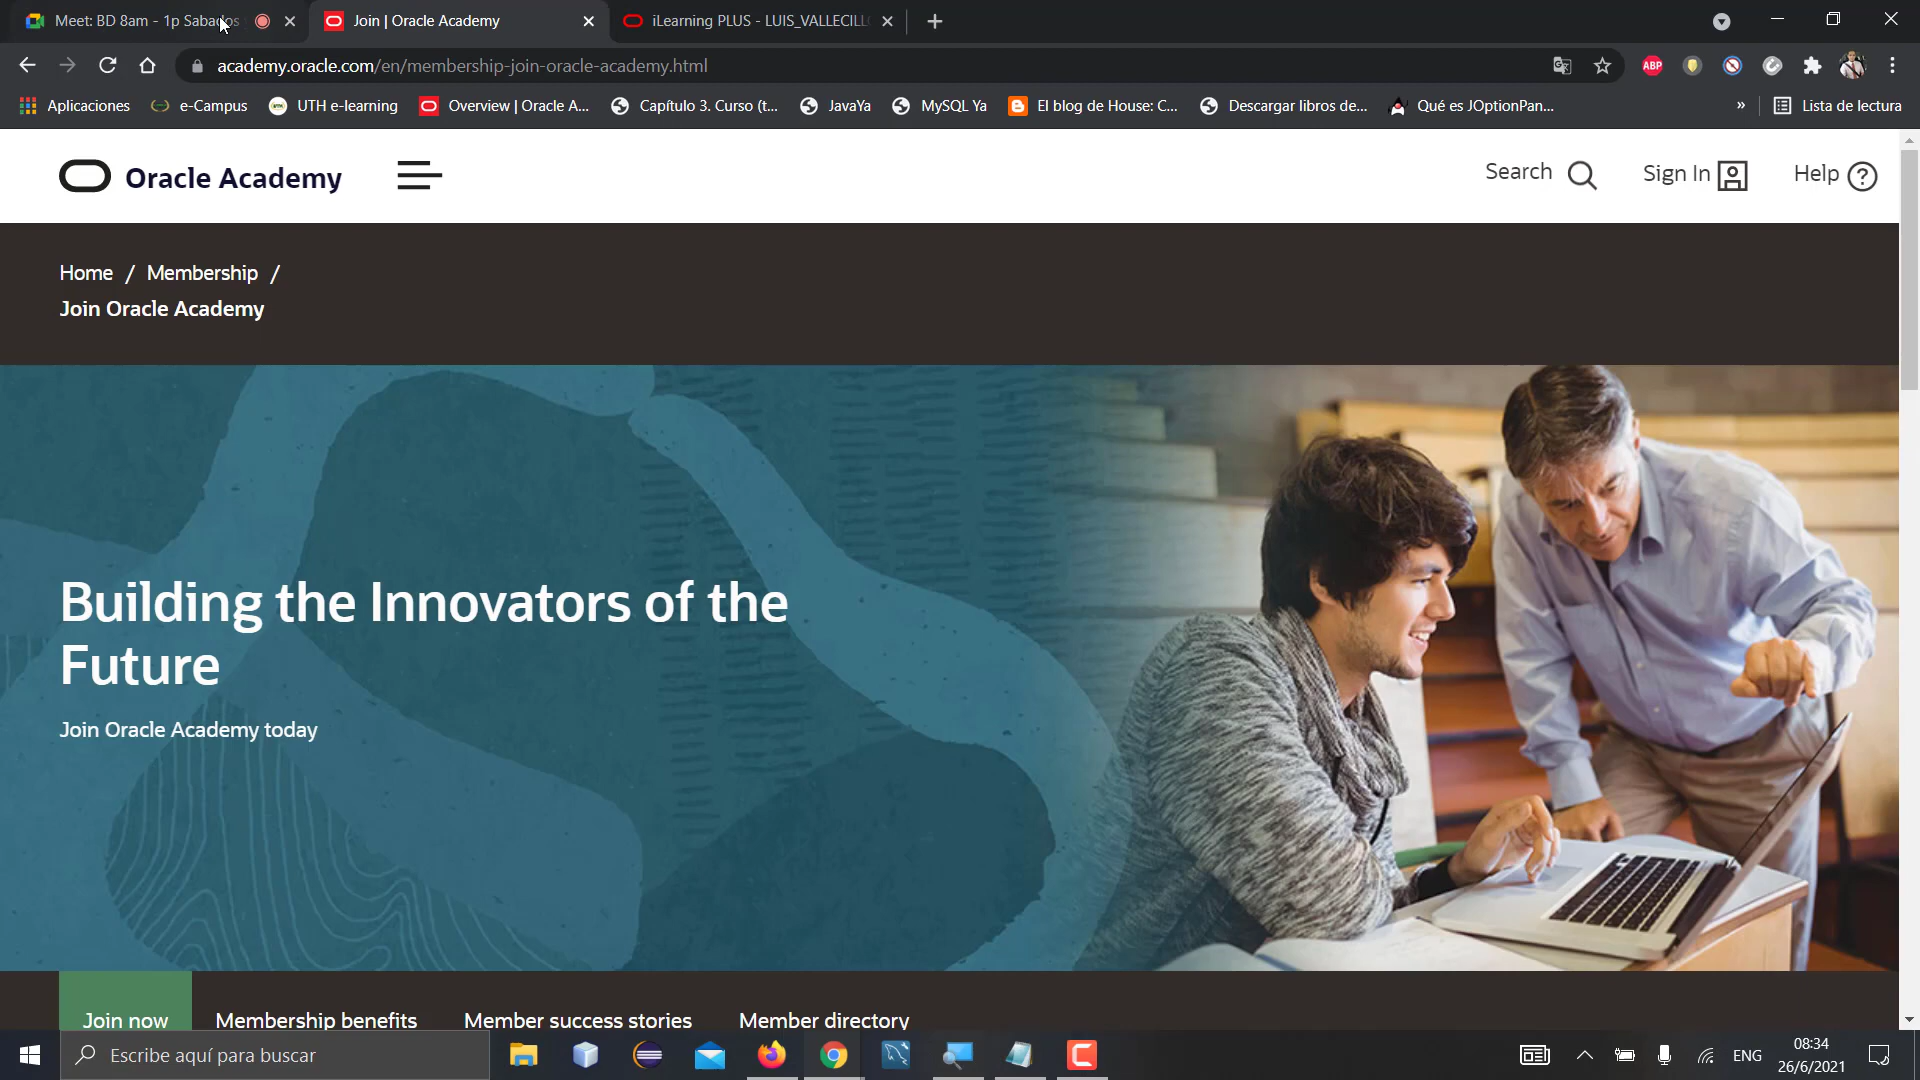 Meet: BD 8am - 1p Sabados
Join | Oracle Academy
iLearning PLUS - LUIS_VALLECILL
academy.oracle.com/en/membership-join-oracle-academy.html
ABP
Aplicaciones
e-Campus
UTH e-learning
Overview | Oracle A...
Capítulo 3. Curso (t...
JavaYa
MySQL Ya
El blog de House: C...
Descargar libros de...
Qué es JOptionPan...
»
Lista de lectura
Oracle Academy
Search
Sign In
Help
Home / Membership /
Join Oracle Academy
Building the Innovators of the
Future
Join Oracle Academy today
Join now
Membership benefits
Member success stories
Member directory
Escribe aquí para buscar
ENG
08:34
26/6/2021